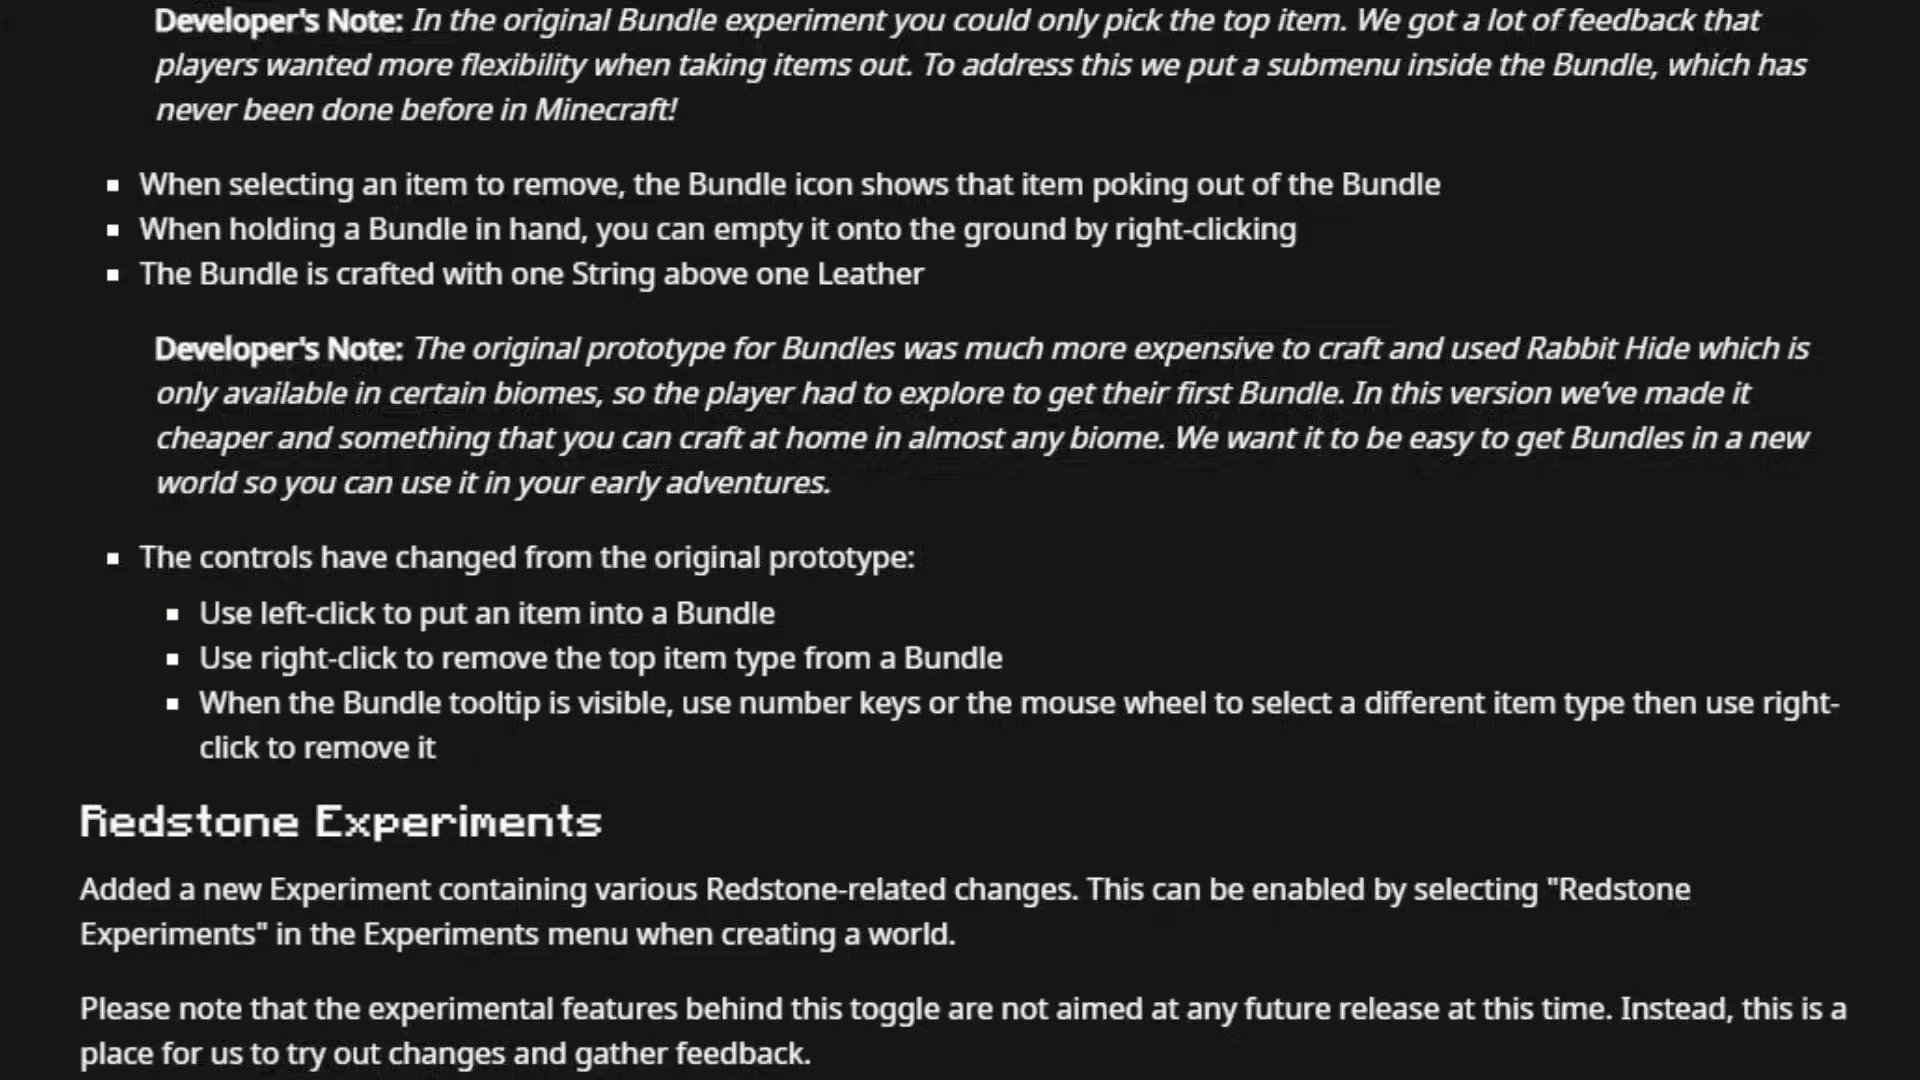 Developer's Note: In the original Bundle experiment you could only pick the top item. We got a lot of feedback that
players wanted more flexibility when taking items out. To address this we put a submenu inside the Bundle, which has
never been done before in Minecraft!
▪ When selecting an item to remove, the Bundle icon shows that item poking out of the Bundle
▪ When holding a Bundle in hand, you can empty it onto the ground by right-clicking
▪ The Bundle is crafted with one String above one Leather
Developer's Note: The original prototype for Bundles was much more expensive to craft and used Rabbit Hide which is
only available in certain biomes, so the player had to explore to get their first Bundle. In this version we've made it
cheaper and something that you can craft at home in almost any biome. We want it to be easy to get Bundles in a new
world so you can use it in your early adventures.
▪ The controls have changed from the original prototype:
▪ Use left-click to put an item into a Bundle
▪ Use right-click to remove the top item type from a Bundle
▪ When the Bundle tooltip is visible, use number keys or the mouse wheel to select a different item type then use right-
click to remove it
Redstone Experiments
Added a new Experiment containing various Redstone-related changes. This can be enabled by selecting "Redstone
Experiments" in the Experiments menu when creating a world.
Please note that the experimental features behind this toggle are not aimed at any future release at this time. Instead, this is a
place for us to try out changes and gather feedback.